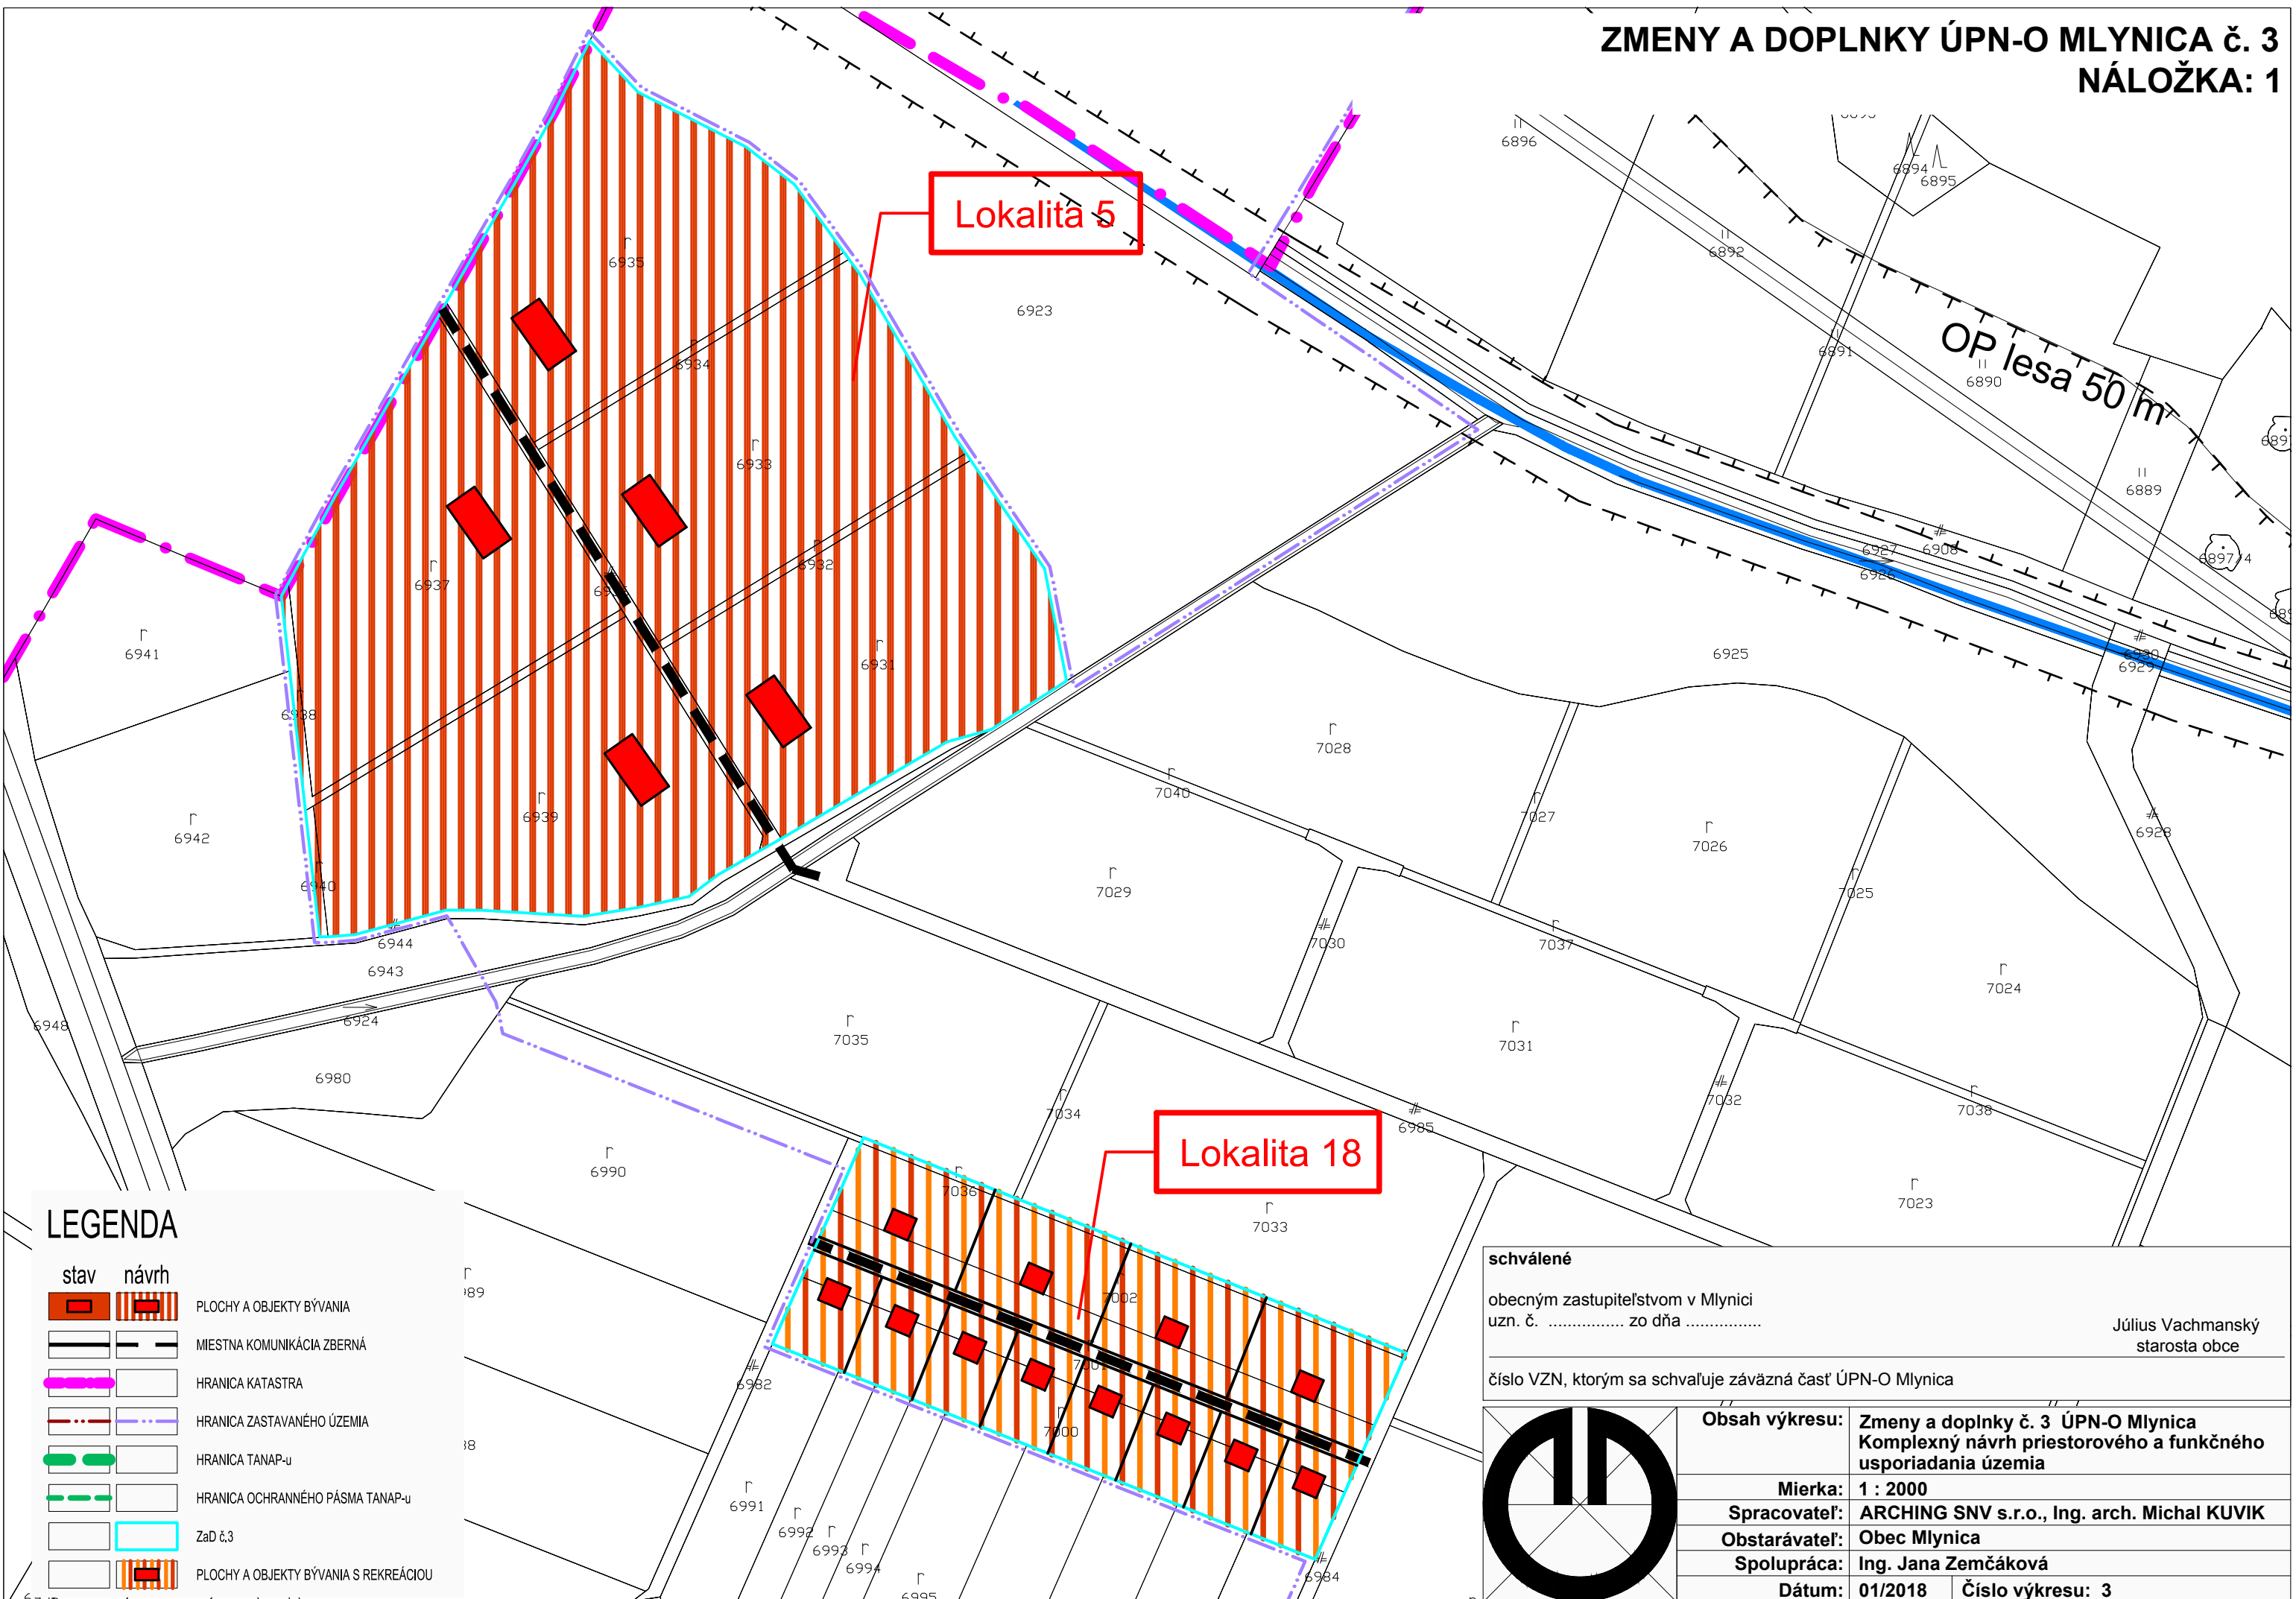 ZMENY A DOPLNKY ÚPN-O MLYNICA č. 3
NÁLOŽKA: 1
Lokalita 5
Lokalita 18
OP lesa 50 m
6896
6894
6895
6892
6891
6890
6889
6897/4
6935
6934
6933
6932
6931
6937
6939
6938
6940
6941
6942
6923
6927
6908
6926
6930
6929
6925
6928
7028
7040
7027
7026
7025
7029
7030
7037
7024
7031
7032
7038
7023
6944
6943
6924
6948
6980
7035
7034
6985
7033
7036
7002
7001
7000
6990
6982
6991
6992
6993
6994
6995
6984
LEGENDA
stav návrh
PLOCHY A OBJEKTY BÝVANIA
MIESTNA KOMUNIKÁCIA ZBERNÁ
HRANICA KATASTRA
HRANICA ZASTAVANÉHO ÚZEMIA
HRANICA TANAP-u
HRANICA OCHRANNÉHO PÁSMA TANAP-u
ZaD č.3
PLOCHY A OBJEKTY BÝVANIA S REKREÁCIOU
schválené
obecným zastupiteľstvom v Mlynici
uzn. č. ................ zo dňa ................
Július Vachmanský
starosta obce
číslo VZN, ktorým sa schvaľuje záväzná časť ÚPN-O Mlynica
Obsah výkresu: Zmeny a doplnky č. 3 ÚPN-O Mlynica
Komplexný návrh priestorového a funkčného
usporiadania územia
Mierka: 1 : 2000
Spracovateľ: ARCHING SNV s.r.o., Ing. arch. Michal KUVIK
Obstarávateľ: Obec Mlynica
Spolupráca: Ing. Jana Zemčáková
Dátum: 01/2018 Číslo výkresu: 3